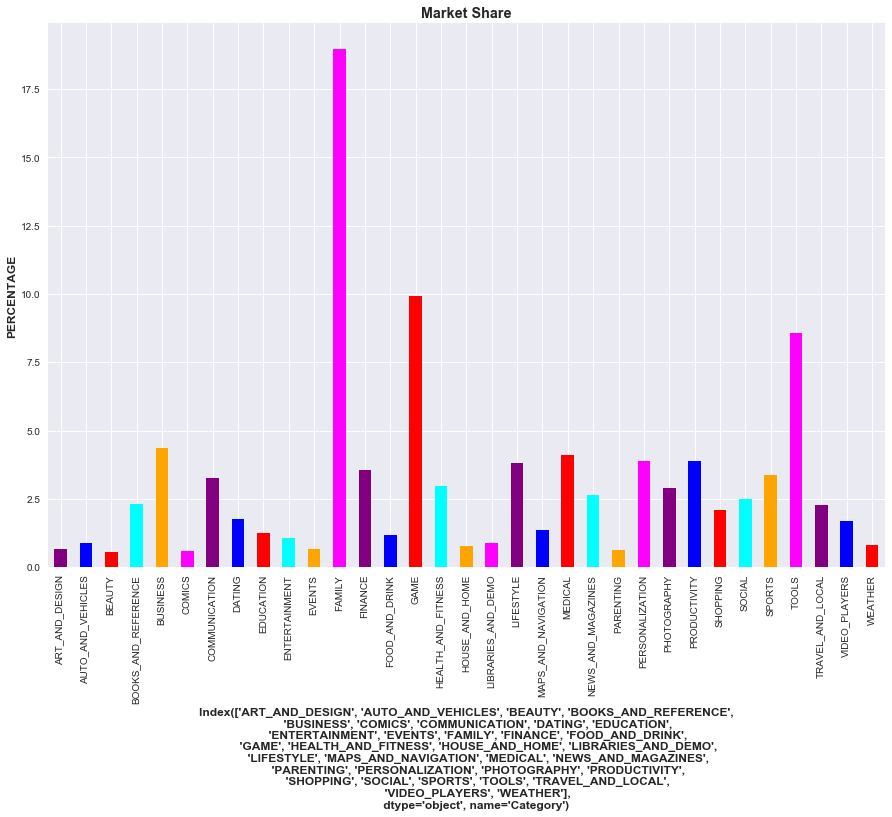 Market Share
PERCENTAGE
17.5
15.0
12.5
10.0
7.5
5.0
2.5
0.0
ART_AND_DESIGN
AUTO_AND_VEHICLES
BEAUTY
BOOKS_AND_REFERENCE
BUSINESS
COMICS
COMMUNICATION
DATING
EDUCATION
ENTERTAINMENT
EVENTS
FAMILY
FINANCE
FOOD_AND_DRINK
GAME
HEALTH_AND_FITNESS
HOUSE_AND_HOME
LIBRARIES_AND_DEMO
LIFESTYLE
MAPS_AND_NAVIGATION
MEDICAL
NEWS_AND_MAGAZINES
PARENTING
PERSONALIZATION
PHOTOGRAPHY
PRODUCTIVITY
SHOPPING
SOCIAL
SPORTS
TOOLS
TRAVEL_AND_LOCAL
VIDEO_PLAYERS
WEATHER
Index(['ART_AND_DESIGN', 'AUTO_AND_VEHICLES', 'BEAUTY', 'BOOKS_AND_REFERENCE',
'BUSINESS', 'COMICS', 'COMMUNICATION', 'DATING', 'EDUCATION',
'ENTERTAINMENT', 'EVENTS', 'FAMILY', 'FINANCE', 'FOOD_AND_DRINK',
'GAME', 'HEALTH_AND_FITNESS', 'HOUSE_AND_HOME', 'LIBRARIES_AND_DEMO',
'LIFESTYLE', 'MAPS_AND_NAVIGATION', 'MEDICAL', 'NEWS_AND_MAGAZINES',
'PARENTING', 'PERSONALIZATION', 'PHOTOGRAPHY', 'PRODUCTIVITY',
'SHOPPING', 'SOCIAL', 'SPORTS', 'TOOLS', 'TRAVEL_AND_LOCAL',
'VIDEO_PLAYERS', 'WEATHER'],
dtype='object', name='Category')